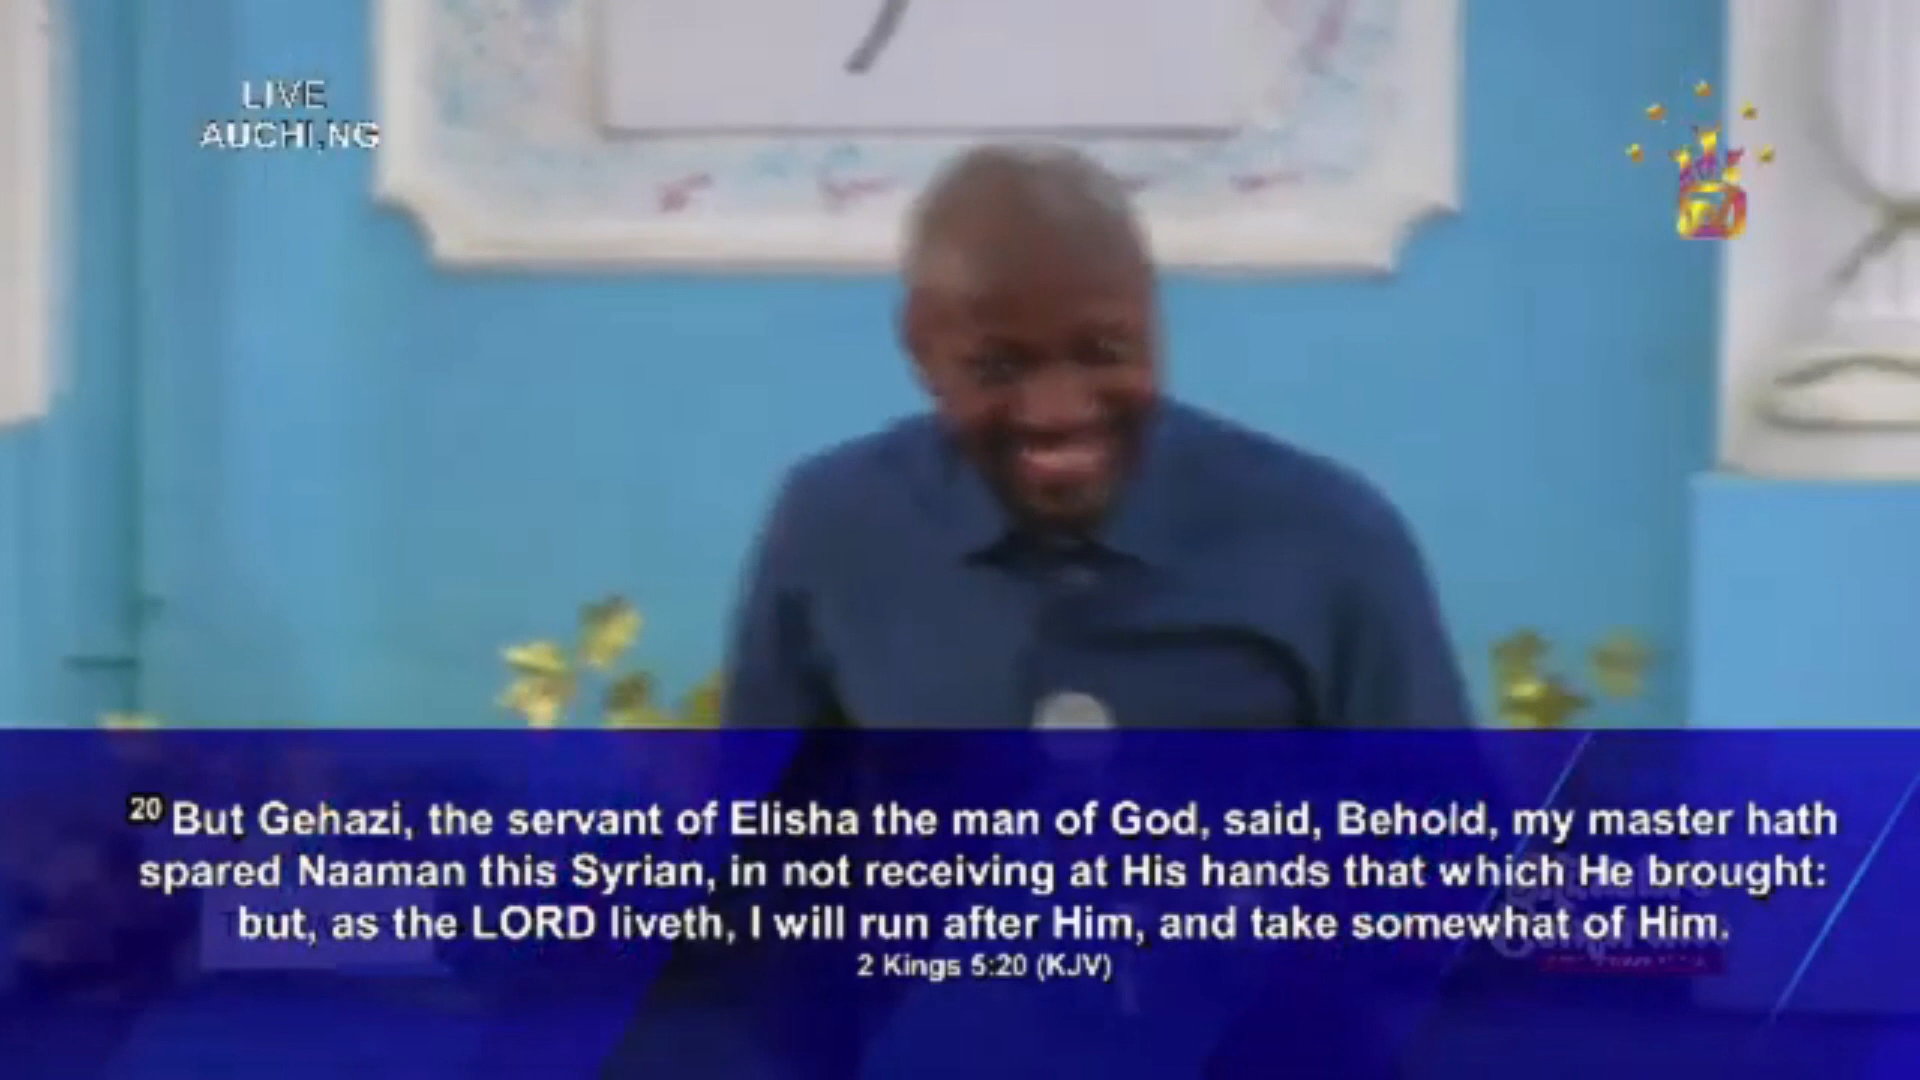 LIVE
AUCHI,NG
20 But Gehazi, the servant of Elisha the man of God, said, Behold, my master hath
spared Naaman this Syrian, in not receiving at His hands that which He brought:
but, as the LORD liveth, I will run after Him, and take somewhat of Him.
2 Kings 5:20 (KJV)